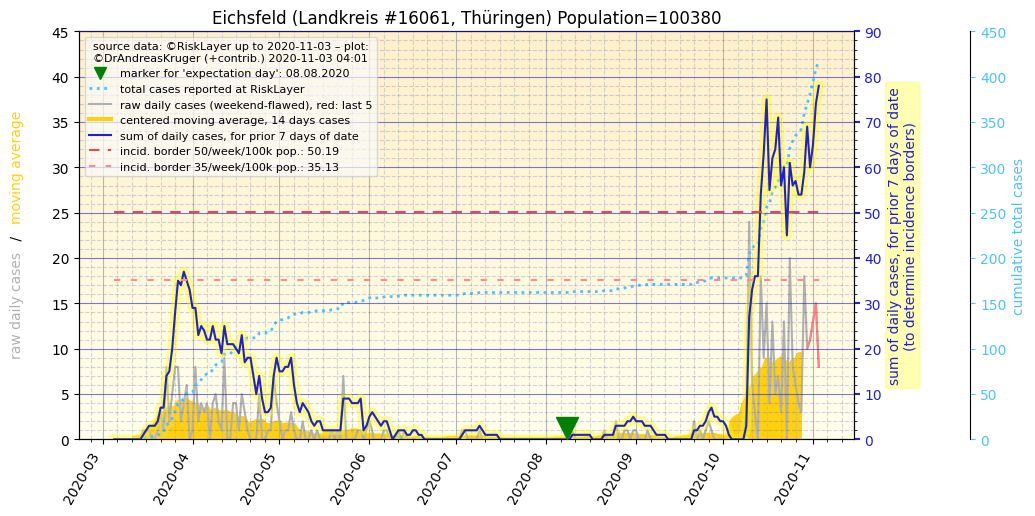 Eichsfeld (Landkreis #16061, Thüringen) Population=100380
source data: ©RiskLayer up to 2020-11-03 – plot:
©DrAndreasKruger (+contrib.) 2020-11-03 04:01
marker for 'expectation day': 08.08.2020
total cases reported at RiskLayer
raw daily cases (weekend-flawed), red: last 5
centered moving average, 14 days cases
sum of daily cases, for prior 7 days of date
incid. border 50/week/100k pop.: 50.19
incid. border 35/week/100k pop.: 35.13
raw daily cases / moving average
45
40
35
30
25
20
15
10
5
0
90
80
70
60
50
40
30
20
10
0
sum of daily cases, for prior 7 days of date
(to determine incidence borders)
450
400
350
300
250
200
150
100
50
0
cumulative total cases
2020-03
2020-04
2020-05
2020-06
2020-07
2020-08
2020-09
2020-10
2020-11